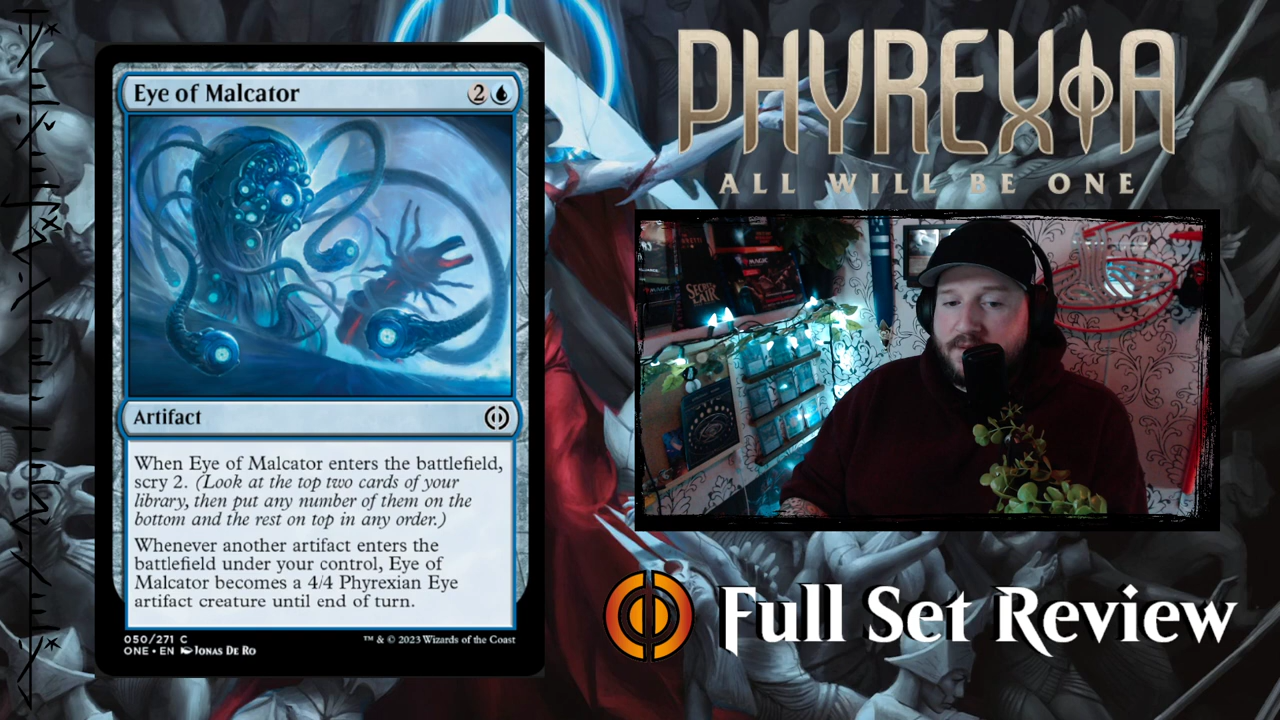 Eye of Malcator
2
Artifact
When Eye of Malcator enters the battlefield,
scry 2. (Look at the top two cards of your
library, then put any number of them on the
bottom and the rest on top in any order.)
Whenever another artifact enters the
battlefield under your control, Eye of
Malcator becomes a 4/4 Phyrexian Eye
artifact creature until end of turn.
050/271 C
ONE • EN Jonas De Ro
™ & © 2023 Wizards of the Coast
PHYREXIA
ALL WILL BE ONE
MAGIC
SECRET
LAIR
Full Set Review